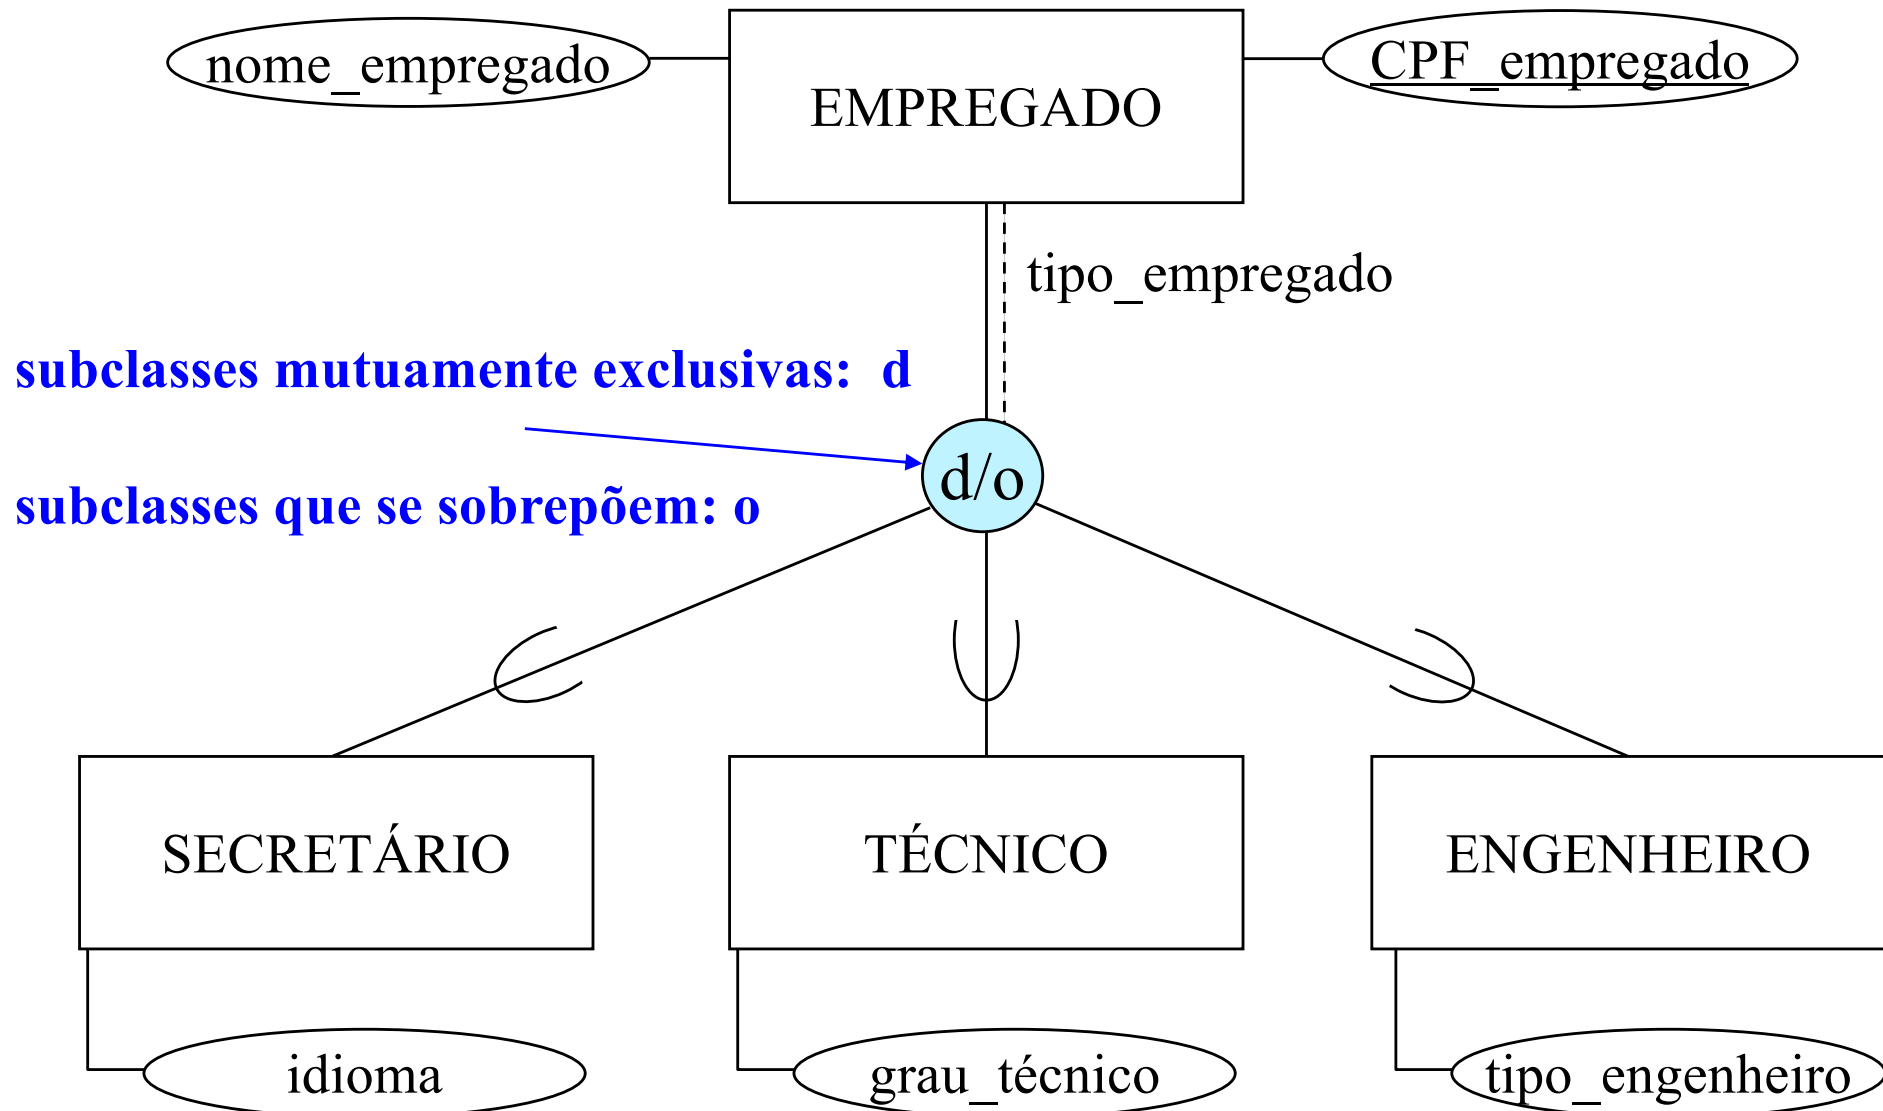 nome_empregado
CPF_empregado
EMPREGADO
tipo_empregado
subclasses mutuamente exclusivas: d
d/o
subclasses que se sobrepõem: o
SECRETÁRIO
TÉCNICO
ENGENHEIRO
idioma
grau_técnico
tipo_engenheiro